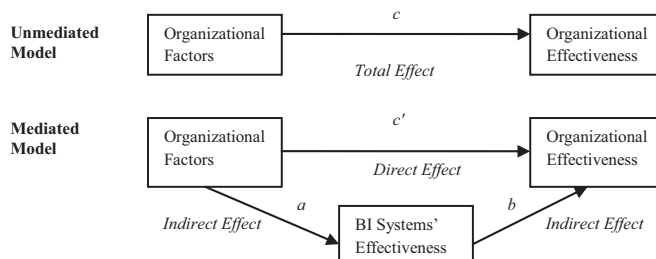 Unmediated
Model
Organizational
Factors
c
Total Effect
Organizational
Effectiveness
Mediated
Model
Organizational
Factors
c'
Direct Effect
Organizational
Effectiveness
Indirect Effect
a
BI Systems’
Effectiveness
b
Indirect Effect